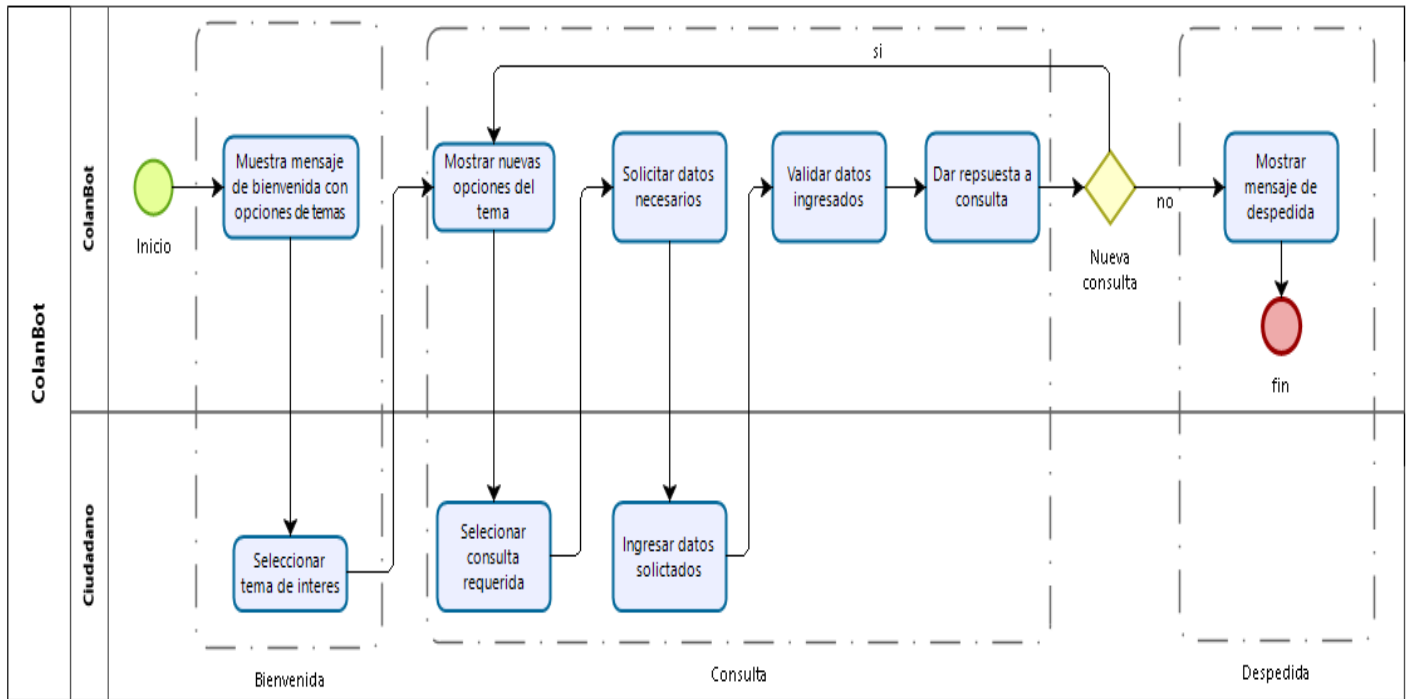 ColanBot
ColanBot
Ciudadano
Inicio
Muestra mensaje
de bienvenida con
opciones de temas
Seleccionar
tema de interes
Bienvenida
si
Mostrar nuevas
opciones del
tema
Solicitar datos
necesarios
Validar datos
ingresados
Dar repsuesta a
consulta
Selecionar
consulta
requerida
Ingresar datos
solictados
Consulta
Nueva
consulta
no
Mostrar
mensaje de
despedida
fin
Despedida